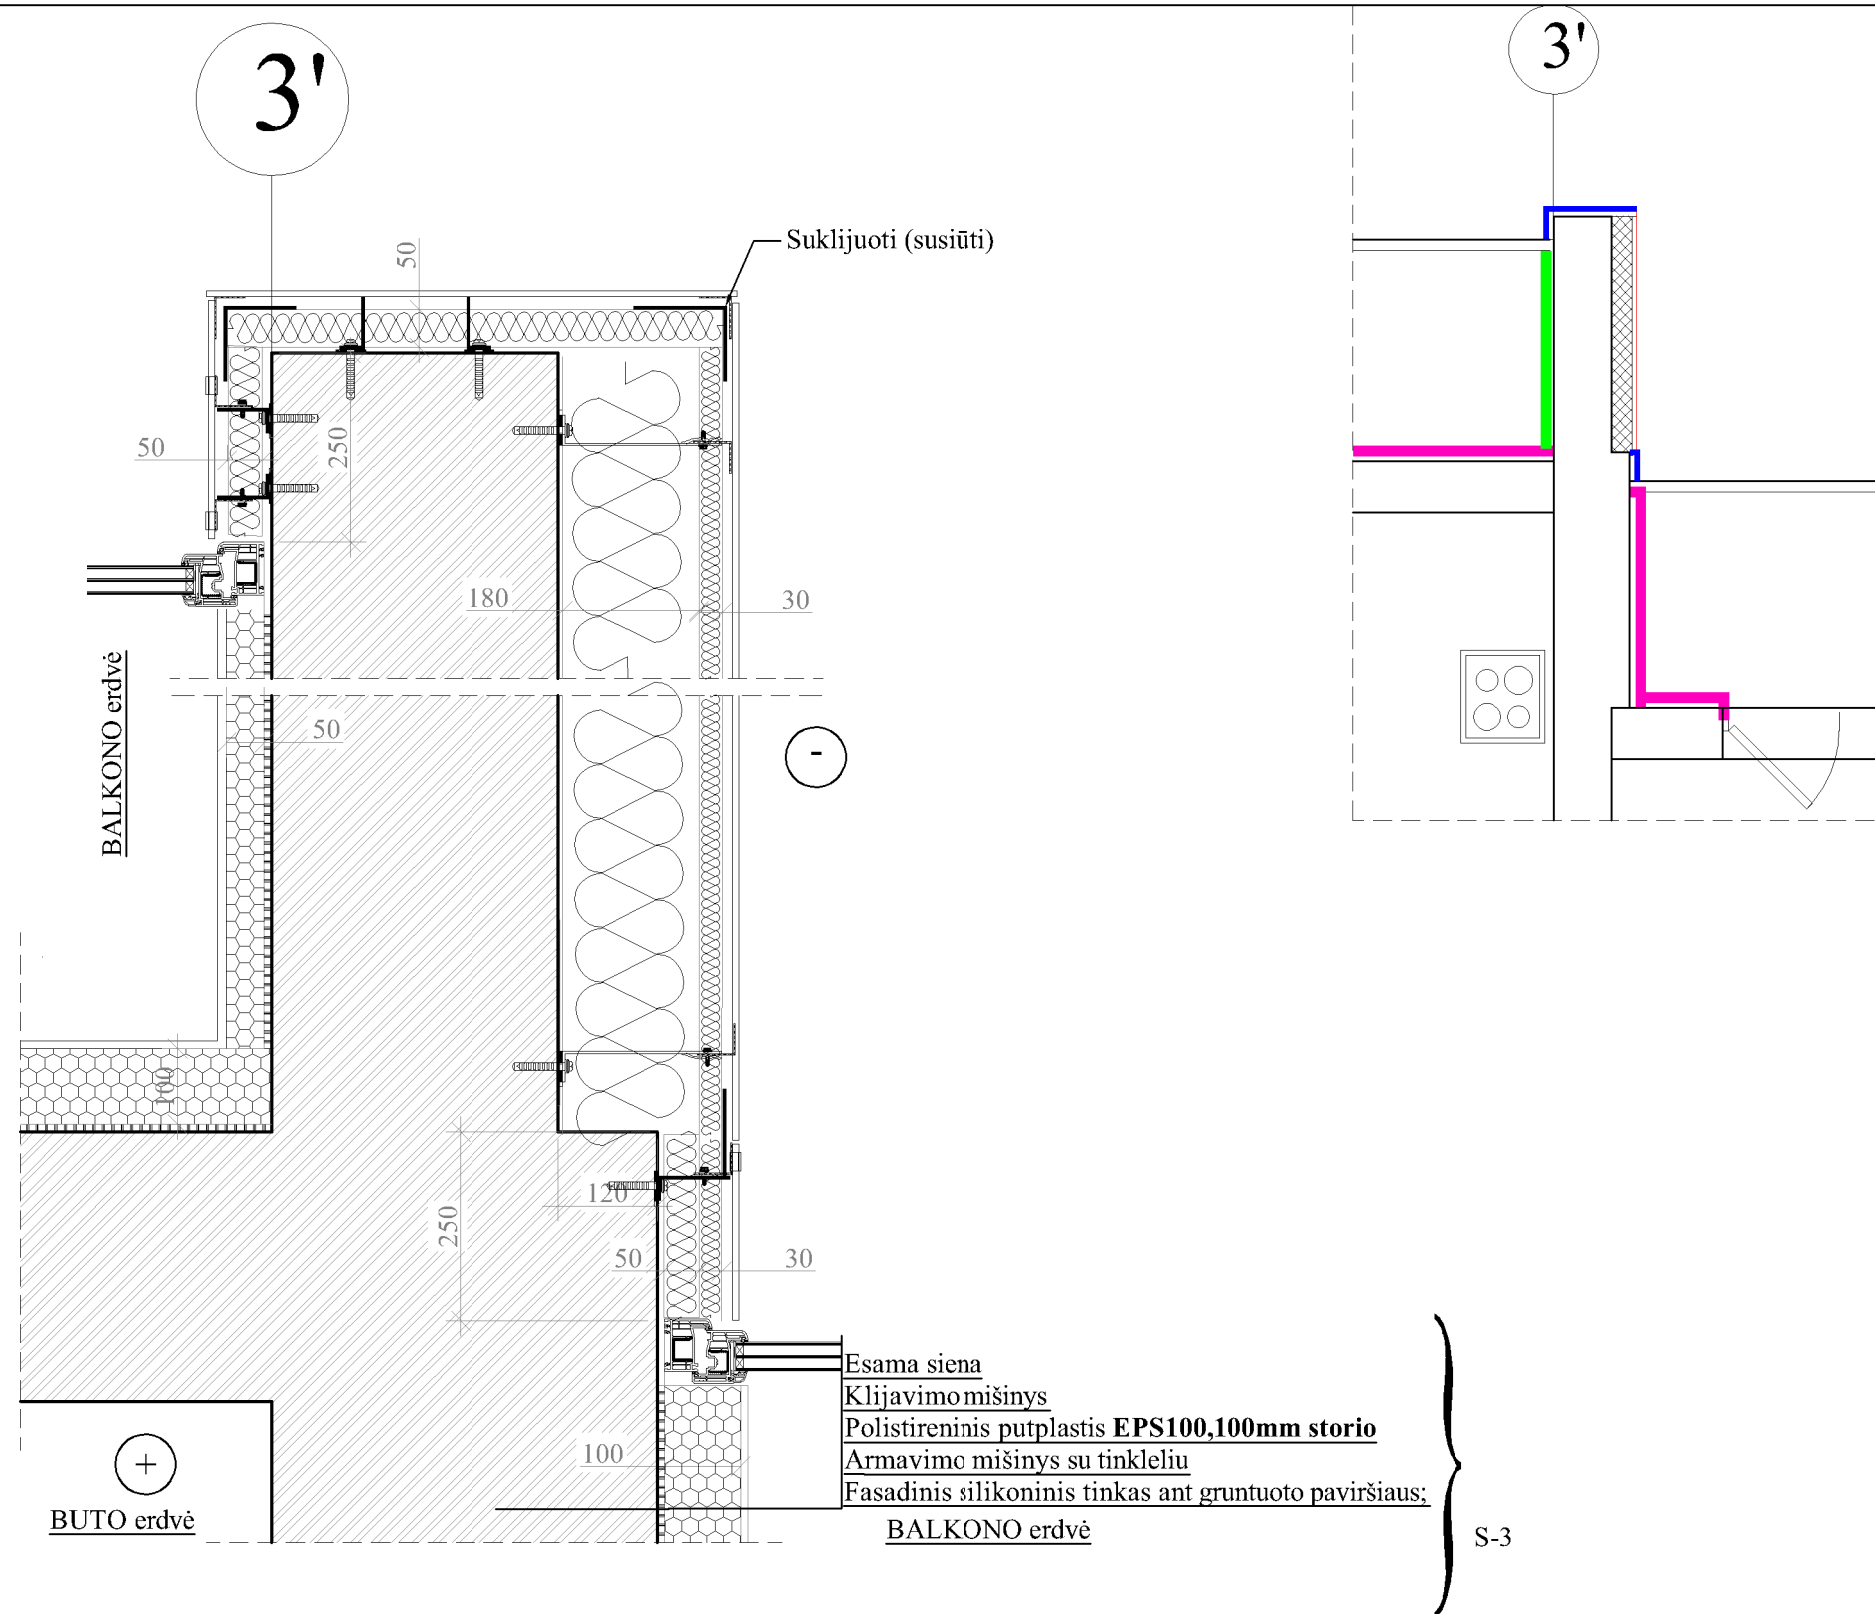 3'
3'
Suklijuoti (susiūti)
50
50
250
180
30
BALKONO erdvė
50
-
100
120
250
50
30
Esama siena
Klijavimo mišinys
Polistireninis putplastis EPS100,100mm storio
Armavimo mišinys su tinkleliu
Fasadinis silikoninis tinkas ant gruntuoto paviršiaus;
100
+
BUTO erdvė
BALKONO erdvė
S-3